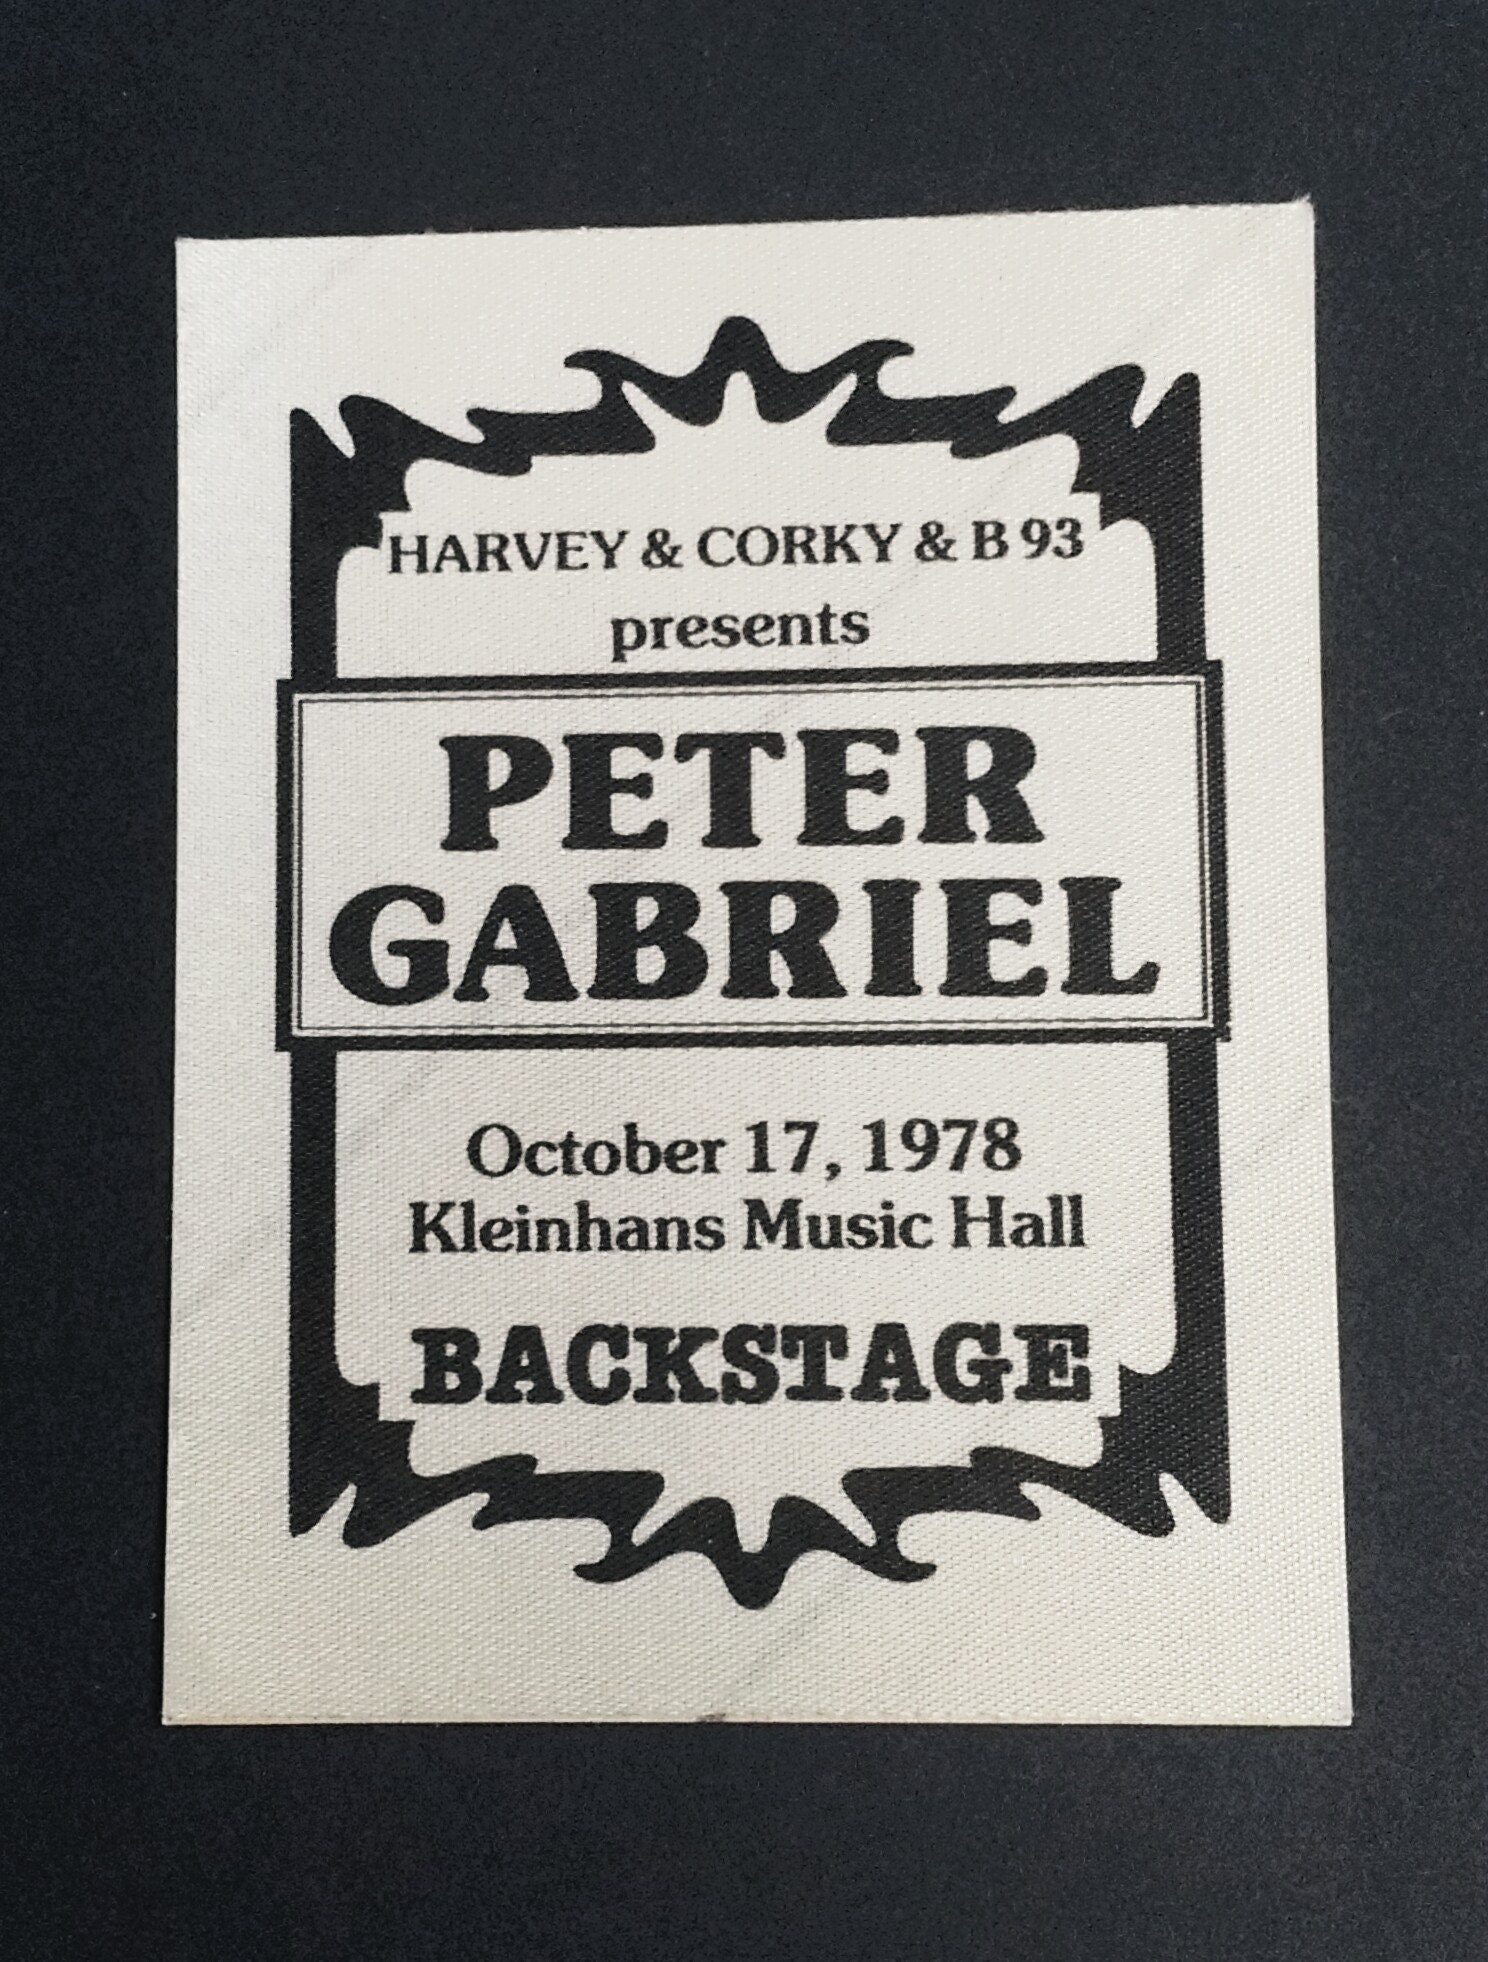 HARVEY & CORKY & B 93
presents
PETER
GABRIEL
October 17, 1978
Kleinhans Music Hall
BACKSTAGE